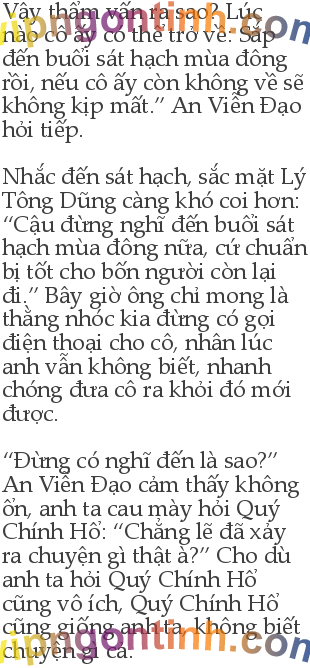 Vậy thẩm vấn ra sao? Lúc
nào cô ấy có thể trở về. Sắp
đến buổi sát hạch mùa đông
rồi, nếu cô ấy còn không về sẽ
không kịp mất.” An Viễn Đạo
hỏi tiếp.
Nhắc đến sát hạch, sắc mặt Lý
Tông Dũng càng khó coi hơn:
“Cậu đừng nghĩ đến buổi sát
hạch mùa đông nữa, cứ chuẩn
bị tốt cho bốn người còn lại
đi.” Bây giờ ông chỉ mong là
thằng nhóc kia đừng có gọi
điện thoại cho cô, nhân lúc
anh vẫn không biết, nhanh
chóng đưa cô ra khỏi đó mới
được.
“Đừng có nghĩ đến là sao?”
An Viễn Đạo cảm thấy không
ổn, anh ta cau mày hỏi Quý
Chính Hổ: “Chẳng lẽ đã xảy
ra chuyện gì thật à?” Cho dù
anh ta hỏi Quý Chính Hổ
cũng vô ích, Quý Chính Hổ
cũng giống anh ta, không biết
chuyện gì cả.
vipngontinh.com
vipngontinh.com